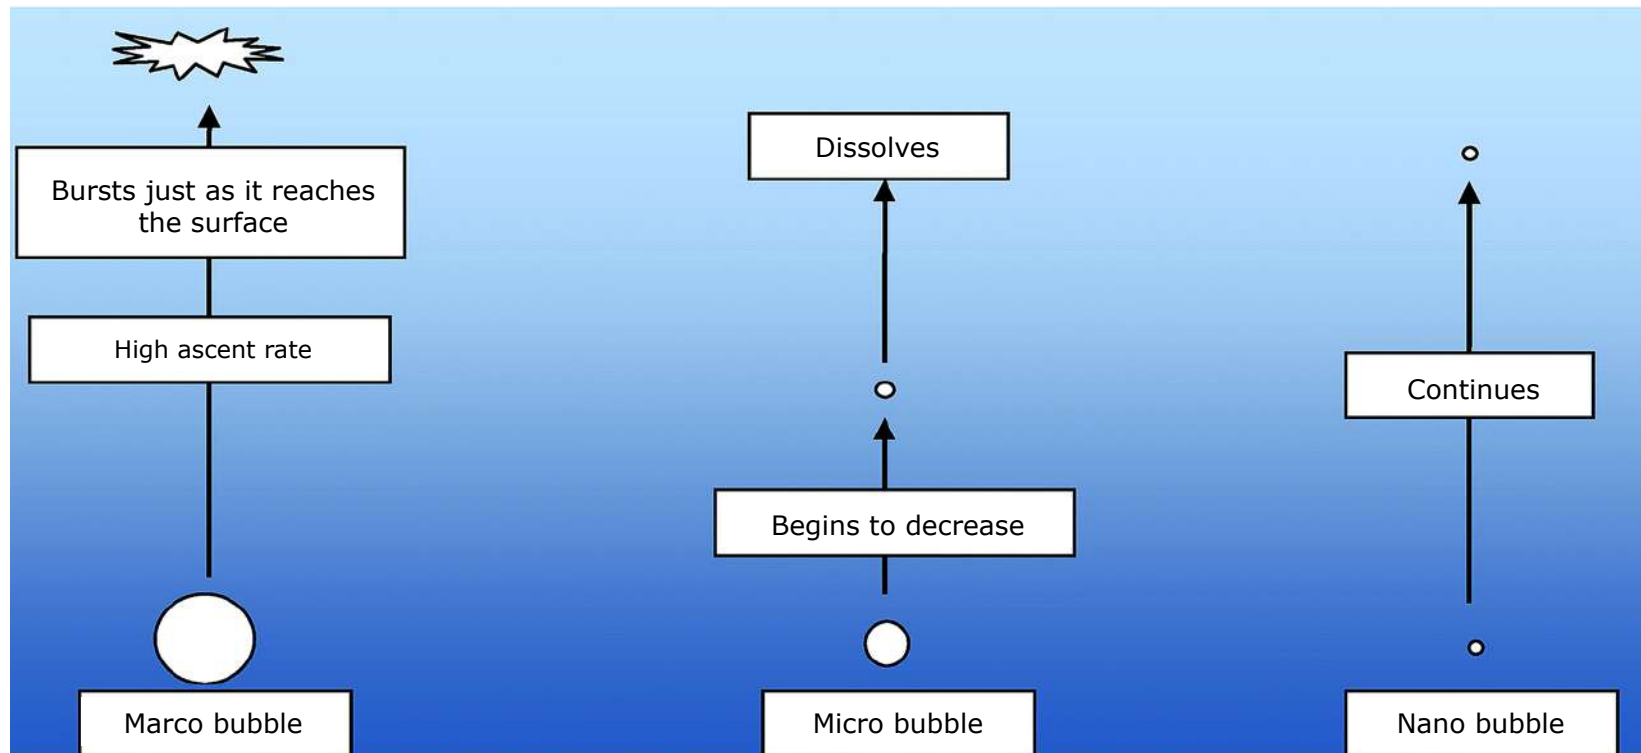 Bursts just as it reaches
the surface
High ascent rate
Marco bubble
Dissolves
Begins to decrease
Micro bubble
Continues
Nano bubble